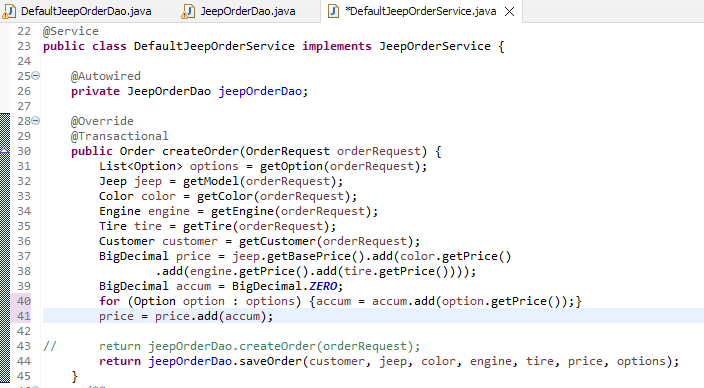 DefaultJeepOrderDao.java JeepOrderDao.java *DefaultJeepOrderService.java
22 @Service
23 public class DefaultJeepOrderService implements JeepOrderService {
24
25 @Autowired
26 private JeepOrderDao jeepOrderDao;
27
28 @Override
29 @Transactional
30 public Order createOrder(OrderRequest orderRequest) {
31 List<Option> options = getOption(orderRequest);
32 Jeep jeep = getModel(orderRequest);
33 Color color = getColor(orderRequest);
34 Engine engine = getEngine(orderRequest);
35 Tire tire = getTire(orderRequest);
36 Customer customer = getCustomer(orderRequest);
37 BigDecimal price = jeep.getBasePrice().add(color.getPrice()
38 .add(engine.getPrice().add(tire.getPrice())));
39 BigDecimal accum = BigDecimal.ZERO;
40 for (Option option : options) {accum = accum.add(option.getPrice());}
41 price = price.add(accum);
42
43 // return jeepOrderDao.createOrder(orderRequest);
44 return jeepOrderDao.saveOrder(customer, jeep, color, engine, tire, price, options);
45 }